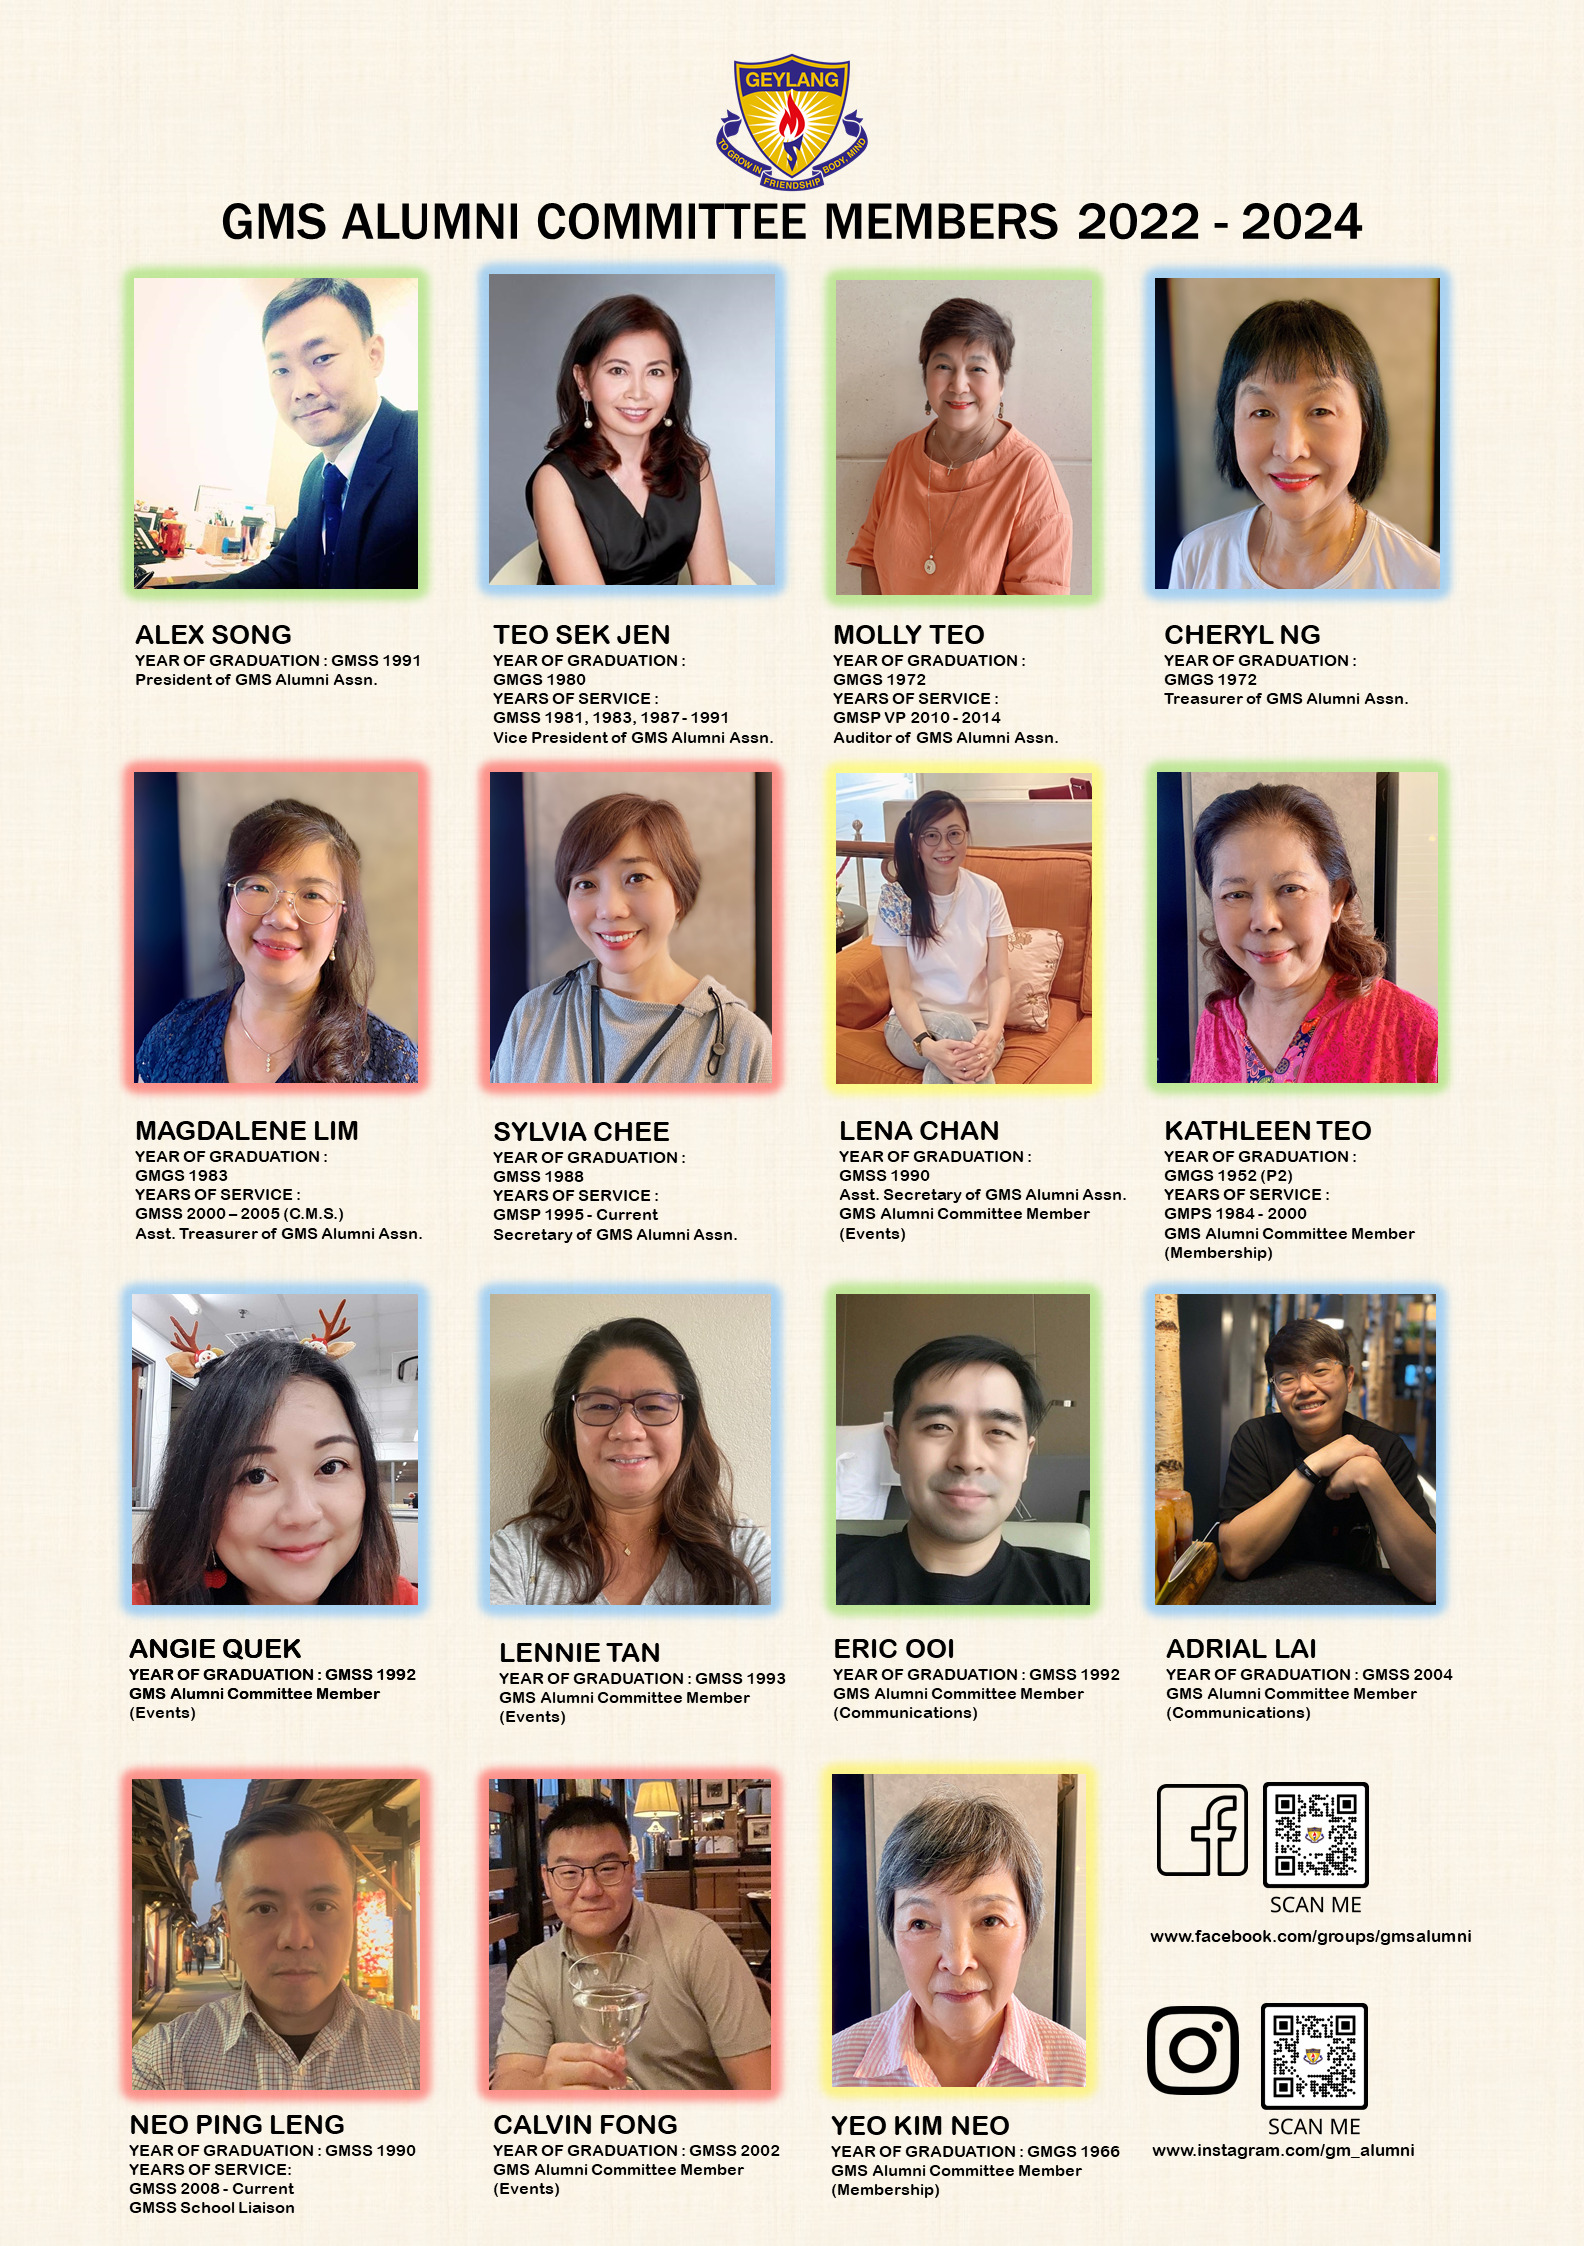 GEYLANG
TO GROW IN FRIENDSHIP BODY, MIND
GMS ALUMNI COMMITTEE MEMBERS 2022 - 2024
ALEX SONG
YEAR OF GRADUATION : GMSS 1991
President of GMS Alumni Assn.
TEO SEK JEN
YEAR OF GRADUATION :
GMGS 1980
YEARS OF SERVICE :
GMSS 1981, 1983, 1987 - 1991
Vice President of GMS Alumni Assn.
MOLLY TEO
YEAR OF GRADUATION :
GMGS 1972
YEARS OF SERVICE :
GMSP VP 2010 - 2014
Auditor of GMS Alumni Assn.
CHERYL NG
YEAR OF GRADUATION :
GMGS 1972
Treasurer of GMS Alumni Assn.
MAGDALENE LIM
YEAR OF GRADUATION :
GMGS 1983
YEARS OF SERVICE :
GMSS 2000 – 2005 (C.M.S.)
Asst. Treasurer of GMS Alumni Assn.
SYLVIA CHEE
YEAR OF GRADUATION :
GMSS 1988
YEARS OF SERVICE :
GMSP 1995 - Current
Secretary of GMS Alumni Assn.
LENA CHAN
YEAR OF GRADUATION :
GMSS 1990
Asst. Secretary of GMS Alumni Assn.
GMS Alumni Committee Member
(Events)
KATHLEEN TEO
YEAR OF GRADUATION :
GMGS 1952 (P2)
YEARS OF SERVICE :
GMPS 1984 - 2000
GMS Alumni Committee Member
(Membership)
ANGIE QUEK
YEAR OF GRADUATION : GMSS 1992
GMS Alumni Committee Member
(Events)
LENNIE TAN
YEAR OF GRADUATION : GMSS 1993
GMS Alumni Committee Member
(Events)
ERIC OOI
YEAR OF GRADUATION : GMSS 1992
GMS Alumni Committee Member
(Communications)
ADRIAL LAI
YEAR OF GRADUATION : GMSS 2004
GMS Alumni Committee Member
(Communications)
NEO PING LENG
YEAR OF GRADUATION : GMSS 1990
YEARS OF SERVICE:
GMSS 2008 - Current
GMSS School Liaison
CALVIN FONG
YEAR OF GRADUATION : GMSS 2002
GMS Alumni Committee Member
(Events)
YEO KIM NEO
YEAR OF GRADUATION : GMGS 1966
GMS Alumni Committee Member
(Membership)
SCAN ME
www.facebook.com/groups/gmsalumni
SCAN ME
www.instagram.com/gm_alumni